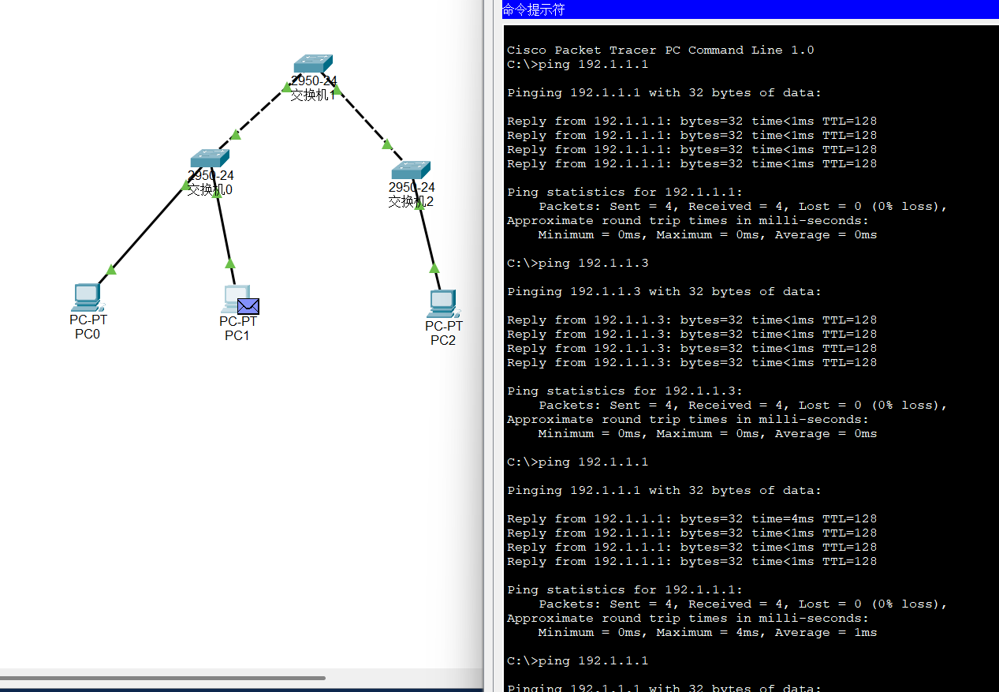 2950-24
交换机1
2950-24
交换机0
2950-24
交换机2
PC-PT
PC0
PC-PT
PC1
PC-PT
PC2
命令提示符
Cisco Packet Tracer PC Command Line 1.0
C:\>ping 192.1.1.1
Pinging 192.1.1.1 with 32 bytes of data:
Reply from 192.1.1.1: bytes=32 time<1ms TTL=128
Reply from 192.1.1.1: bytes=32 time<1ms TTL=128
Reply from 192.1.1.1: bytes=32 time<1ms TTL=128
Reply from 192.1.1.1: bytes=32 time<1ms TTL=128
Ping statistics for 192.1.1.1:
Packets: Sent = 4, Received = 4, Lost = 0 (0% loss),
Approximate round trip times in milli-seconds:
Minimum = 0ms, Maximum = 0ms, Average = 0ms
C:\>ping 192.1.1.3
Pinging 192.1.1.3 with 32 bytes of data:
Reply from 192.1.1.3: bytes=32 time<1ms TTL=128
Reply from 192.1.1.3: bytes=32 time<1ms TTL=128
Reply from 192.1.1.3: bytes=32 time<1ms TTL=128
Reply from 192.1.1.3: bytes=32 time<1ms TTL=128
Ping statistics for 192.1.1.3:
Packets: Sent = 4, Received = 4, Lost = 0 (0% loss),
Approximate round trip times in milli-seconds:
Minimum = 0ms, Maximum = 0ms, Average = 0ms
C:\>ping 192.1.1.1
Pinging 192.1.1.1 with 32 bytes of data:
Reply from 192.1.1.1: bytes=32 time=4ms TTL=128
Reply from 192.1.1.1: bytes=32 time<1ms TTL=128
Reply from 192.1.1.1: bytes=32 time<1ms TTL=128
Reply from 192.1.1.1: bytes=32 time<1ms TTL=128
Ping statistics for 192.1.1.1:
Packets: Sent = 4, Received = 4, Lost = 0 (0% loss),
Approximate round trip times in milli-seconds:
Minimum = 0ms, Maximum = 4ms, Average = 1ms
C:\>ping 192.1.1.1
Pinging 192.1.1.1 with 32 bytes of data: